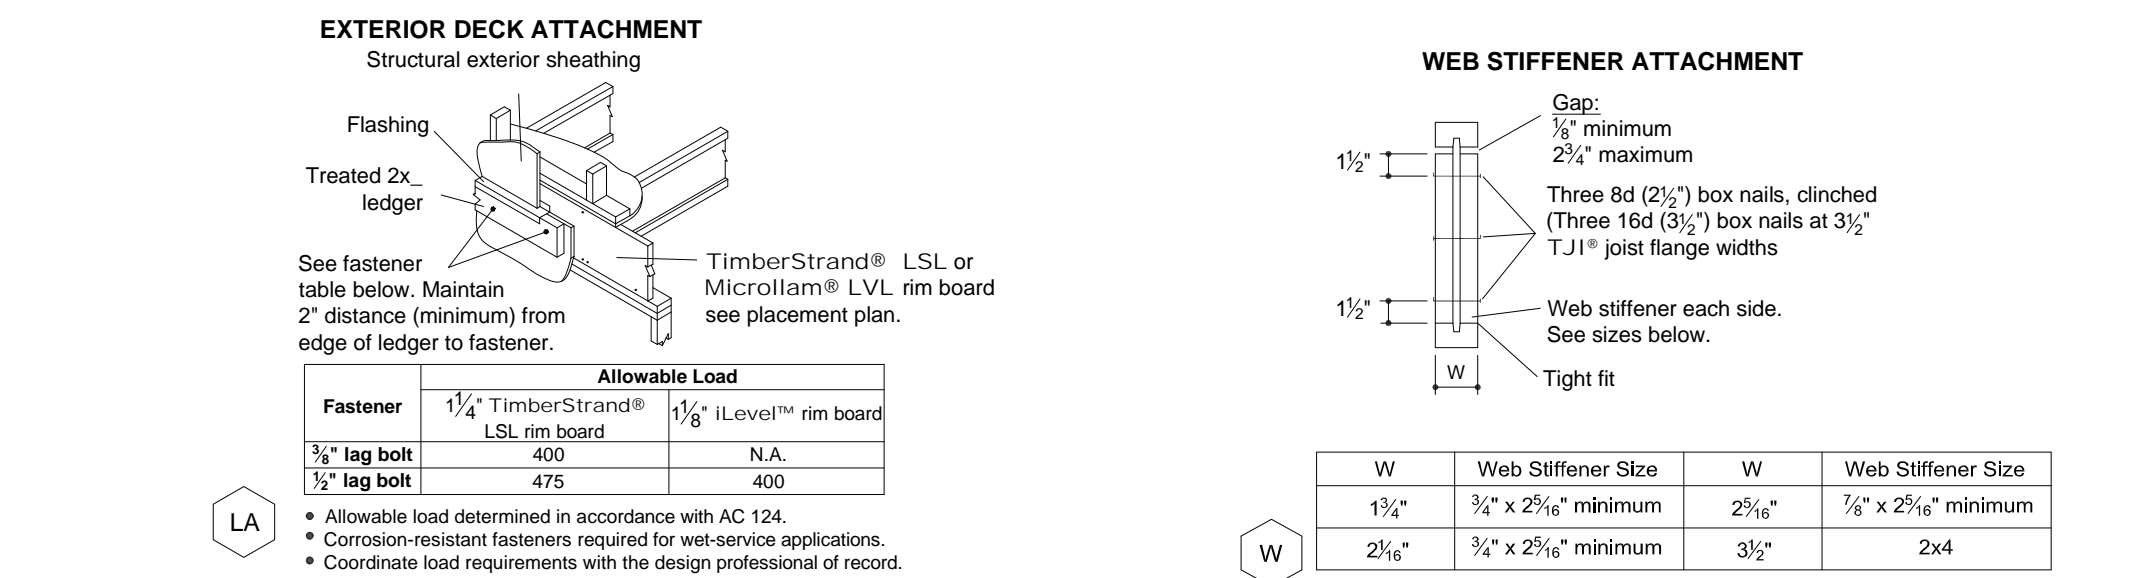 EXTERIOR DECK ATTACHMENT
Structural exterior sheathing
Flashing
Treated 2x_
ledger
See fastener
table below. Maintain
2" distance (minimum) from
edge of ledger to fastener.
TimberStrand® LSL or
Microllam® LVL rim board
see placement plan.
Fastener
Allowable Load
1¼" TimberStrand®
LSL rim board
1⅛" iLevel™ rim board
⅜" lag bolt 400 N.A.
½" lag bolt 475 400
LA
• Allowable load determined in accordance with AC 124.
• Corrosion-resistant fasteners required for wet-service applications.
• Coordinate load requirements with the design professional of record.
WEB STIFFENER ATTACHMENT
Gap:
⅛" minimum
2¾" maximum
1½"
Three 8d (2½") box nails, clinched
(Three 16d (3½") box nails at 3½"
TJI® joist flange widths
1½"
Web stiffener each side.
See sizes below.
W
Tight fit
W Web Stiffener Size W Web Stiffener Size
1¾" ¾" x 25⁄16" minimum 25⁄16" ⅞" x 25⁄16" minimum
21⁄16" ¾" x 25⁄16" minimum 3½" 2x4
W